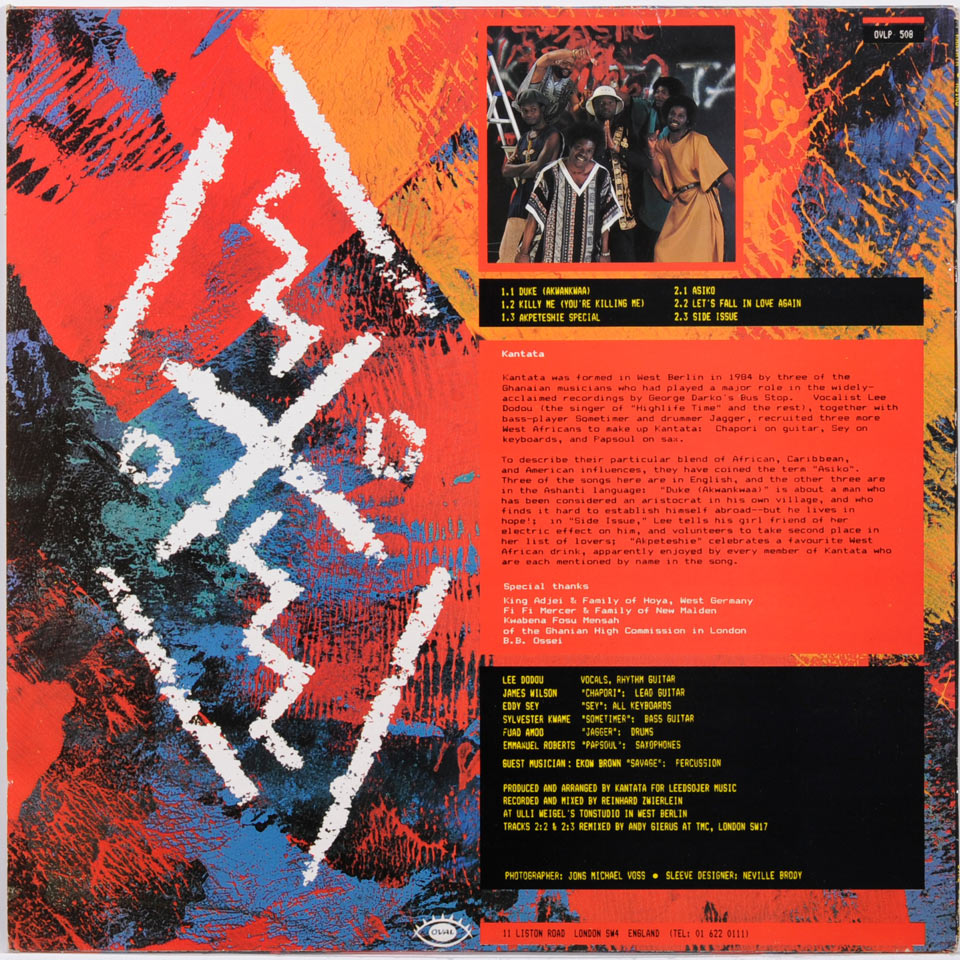 OVLP 508
KANTATA
1.1 DUKE (AKWANKWAA)
1.2 KILLY ME (YOU'RE KILLING ME)
1.3 AKPETESHIE SPECIAL
2.1 ASIKO
2.2 LET'S FALL IN LOVE AGAIN
2.3 SIDE ISSUE
Kantata
Kantata was formed in West Berlin in 1984 by three of the
Ghanaian musicians who had played a major role in the widely-
acclaimed recordings by George Darko's Bus Stop. Vocalist Lee
Dodou (the singer of "Highlife Time" and the rest), together with
bass-player Sometimer and drummer Jagger, recruited three more
West Africans to make up Kantata: Chapori on guitar, Sey on
keyboards, and Papsoul on sax.
To describe their particular blend of African, Caribbean,
and American influences, they have coined the term "Asiko".
Three of the songs here are in English, and the other three are
in the Ashanti language: "Duke (Akwankwaa)" is about a man who
has been considered an aristocrat in his own village, and who
finds it hard to establish himself abroad--but he lives in
hope!; in "Side Issue," Lee tells his girl friend of her
electric effect on him, and volunteers to take second place in
her list of lovers; "Akpeteshie" celebrates a favourite West
African drink, apparently enjoyed by every member of Kantata who
are each mentioned by name in the song.
Special thanks
King Adjei & Family of Hoya, West Germany
Fi Fi Mercer & Family of New Malden
Kwabena Fosu Mensah
of the Ghanian High Commission in London
B.B. Ossei
LEE DODOU VOCALS, RHYTHM GUITAR
JAMES WILSON "CHAPORI": LEAD GUITAR
EDDY SEY "SEY": ALL KEYBOARDS
SYLVESTER KWAME "SOMETIMER": BASS GUITAR
FUAD AMOD "JAGGER": DRUMS
EMMANUEL ROBERTS "PAPSOUL": SAXOPHONES
GUEST MUSICIAN: EKOW BROWN "SAVAGE": PERCUSSION
PRODUCED AND ARRANGED BY KANTATA FOR LEEDSOJER MUSIC
RECORDED AND MIXED BY REINHARD ZWIERLEIN
AT ULLI WEIGEL'S TONSTUDIO IN WEST BERLIN
TRACKS 2:2 & 2:3 REMIXED BY ANDY GIERUS AT TMC, LONDON SW17
PHOTOGRAPHER: JONS MICHAEL VOSS ● SLEEVE DESIGNER: NEVILLE BRODY
OVAL
11 LISTON ROAD LONDON SW4 ENGLAND (TEL: 01 622 0111)